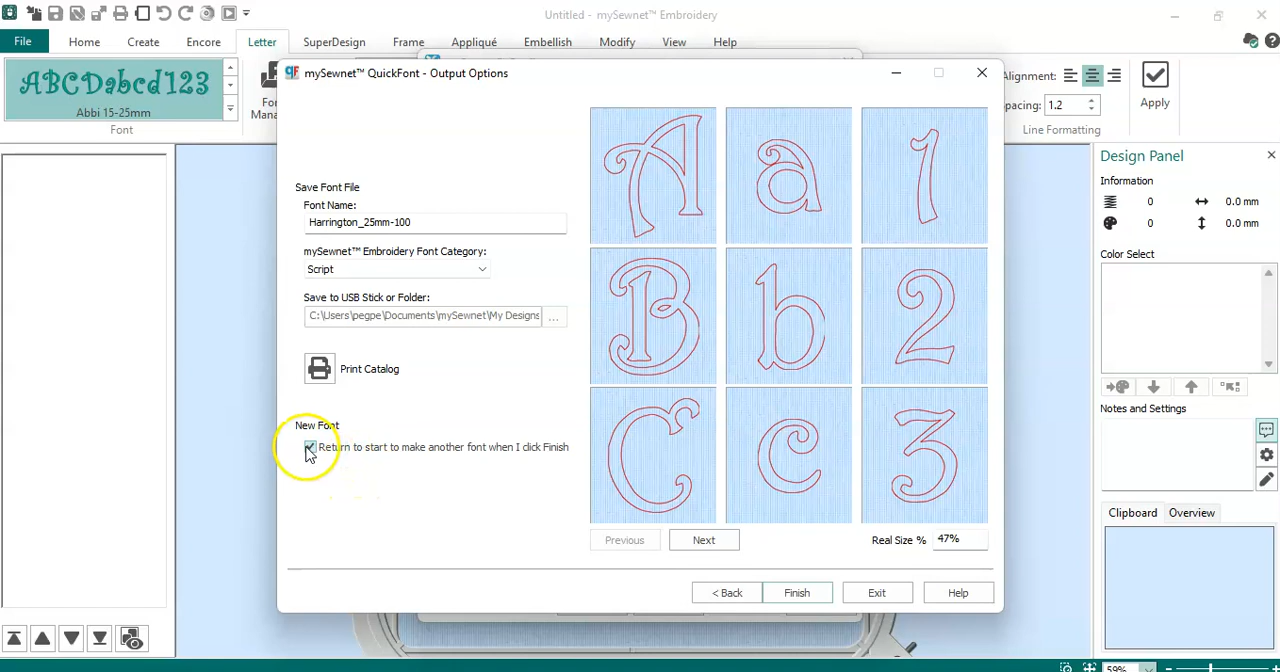 Untitled - mySewnet™ Embroidery
File Home Create Encore Letter SuperDesign Frame Appliqué Embellish Modify View Help
ABCDabcd123
Abbi 15-25mm
Font
For
Mana
Alignment:
pacing: 1.2
Line Formatting
Apply
mySewnet™ QuickFont - Output Options
Save Font File
Font Name:
Harrington_25mm-100
mySewnet™ Embroidery Font Category:
Script
Save to USB Stick or Folder:
C:\Users\pegpe\Documents\mySewnet\My Designs
...
Print Catalog
New Font
Return to start to make another font when I click Finish
A a 1
B b 2
C c 3
Previous Next Real Size % 47%
< Back Finish Exit Help
Design Panel
Information
0 0.0 mm
0 0.0 mm
Color Select
Notes and Settings
Clipboard Overview
59%